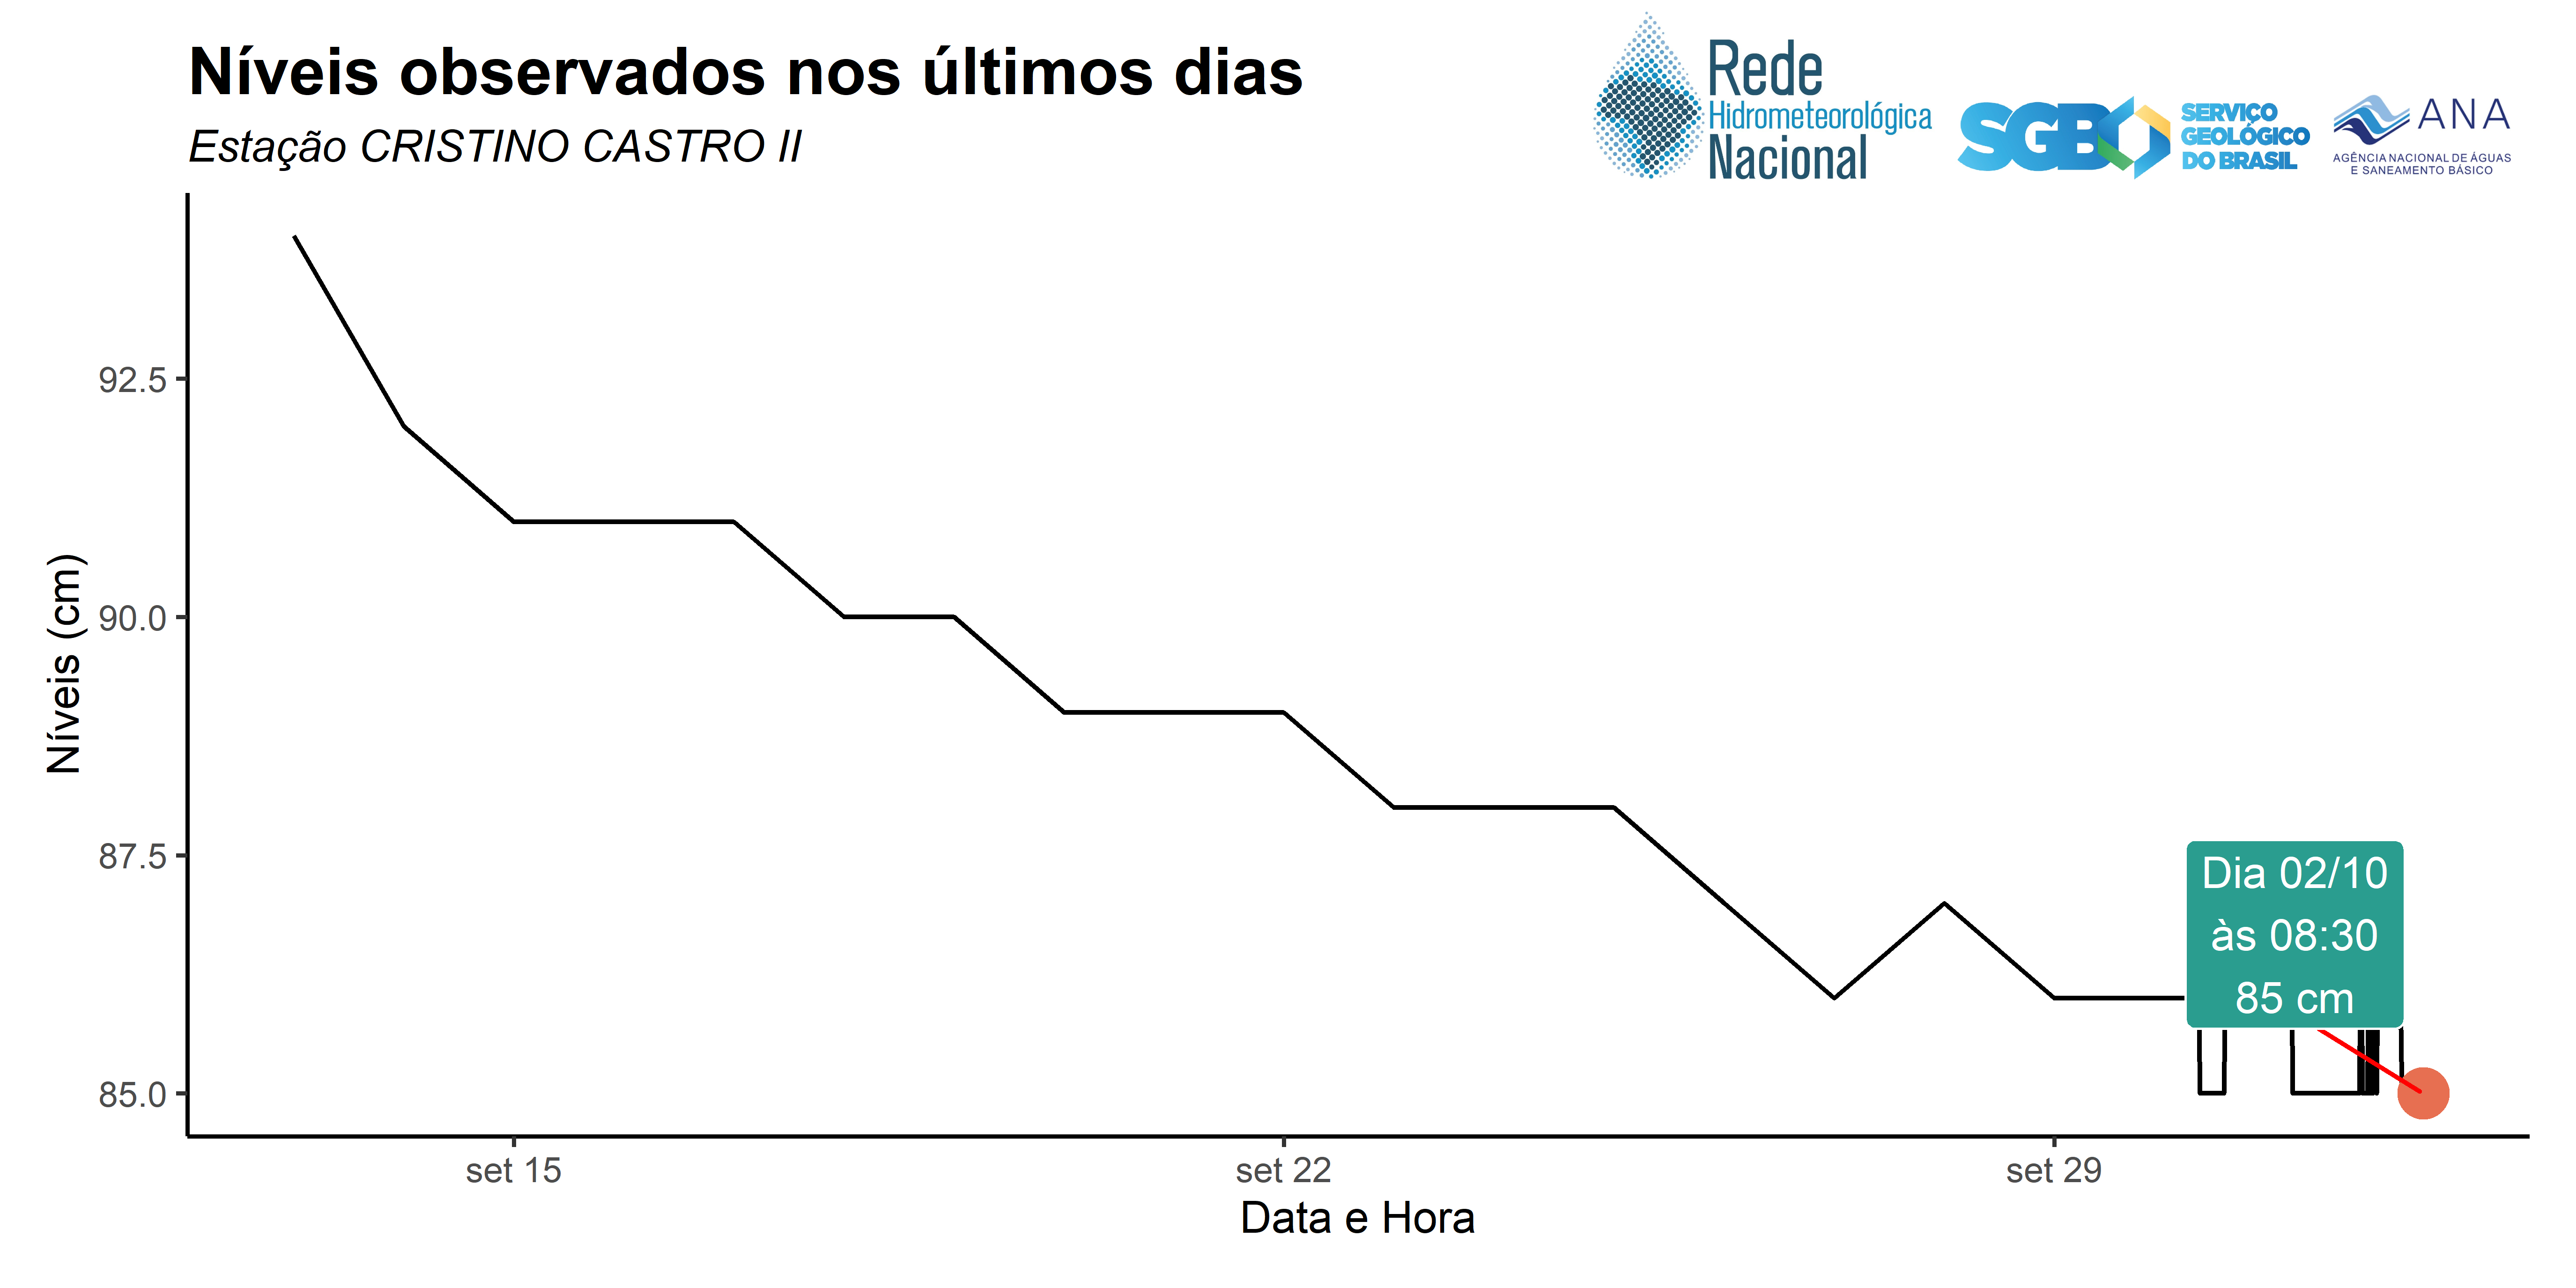 Níveis observados nos últimos dias
Estação CRISTINO CASTRO II
Rede
Hidrometeorológica
Nacional
SGB
SERVIÇO
GEOLÓGICO
DO BRASIL
ANA
AGÊNCIA NACIONAL DE ÁGUAS
E SANEAMENTO BÁSICO
Níveis (cm)
92.5
90.0
87.5
85.0
Dia 02/10
às 08:30
85 cm
set 15
set 22
set 29
Data e Hora